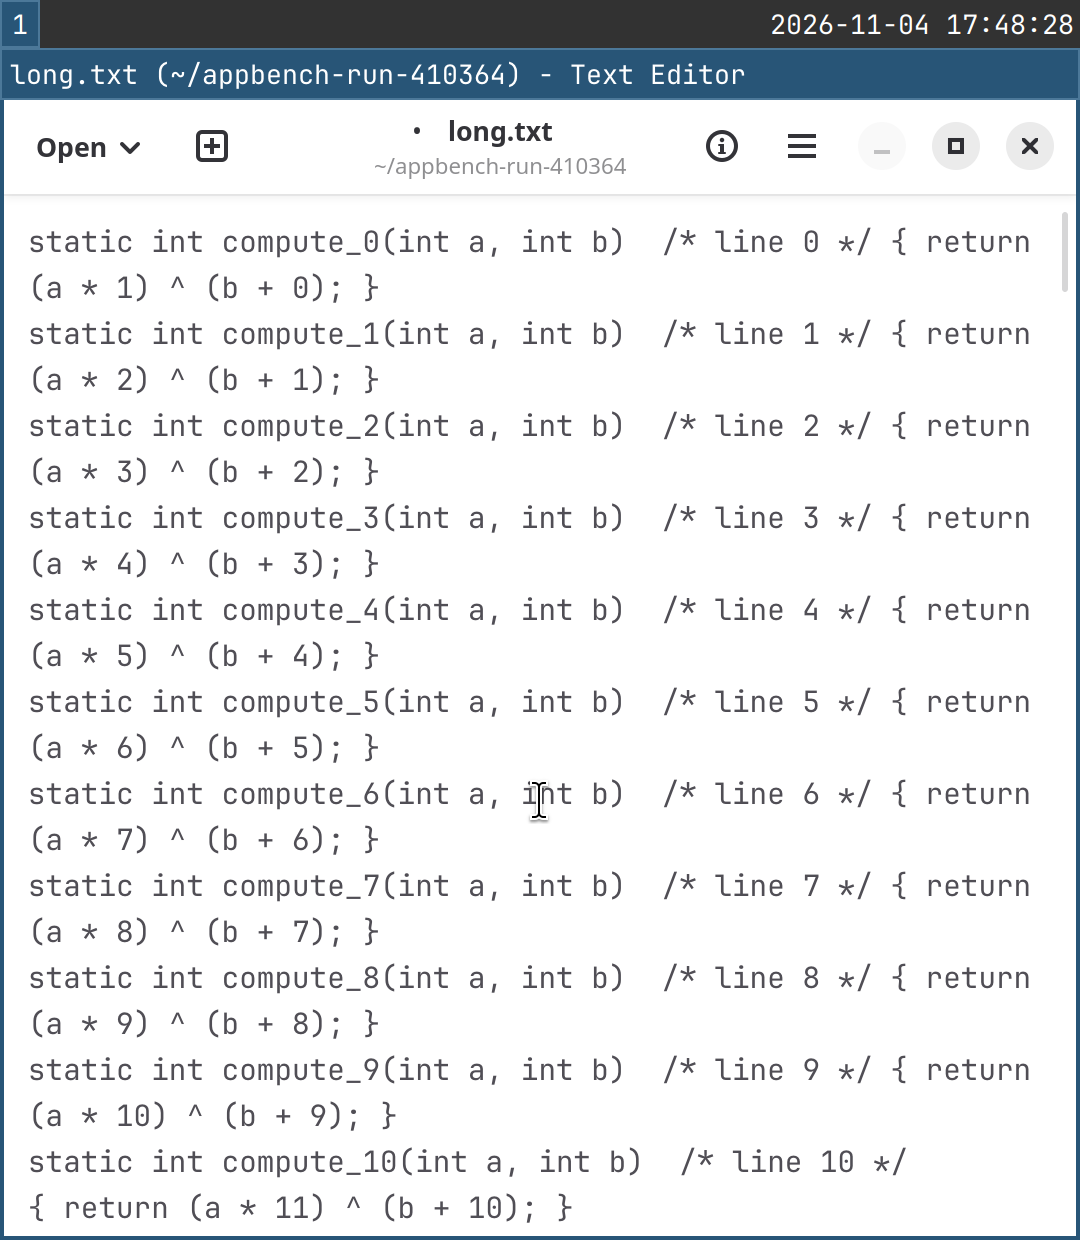 1 2026-11-04 17:48:28
long.txt (~/appbench-run-410364) - Text Editor
Open • long.txt
~/appbench-run-410364
static int compute_0(int a, int b)  /* line 0 */ { return
(a * 1) ^ (b + 0); }
static int compute_1(int a, int b)  /* line 1 */ { return
(a * 2) ^ (b + 1); }
static int compute_2(int a, int b)  /* line 2 */ { return
(a * 3) ^ (b + 2); }
static int compute_3(int a, int b)  /* line 3 */ { return
(a * 4) ^ (b + 3); }
static int compute_4(int a, int b)  /* line 4 */ { return
(a * 5) ^ (b + 4); }
static int compute_5(int a, int b)  /* line 5 */ { return
(a * 6) ^ (b + 5); }
static int compute_6(int a, int b)  /* line 6 */ { return
(a * 7) ^ (b + 6); }
static int compute_7(int a, int b)  /* line 7 */ { return
(a * 8) ^ (b + 7); }
static int compute_8(int a, int b)  /* line 8 */ { return
(a * 9) ^ (b + 8); }
static int compute_9(int a, int b)  /* line 9 */ { return
(a * 10) ^ (b + 9); }
static int compute_10(int a, int b)  /* line 10 */
{ return (a * 11) ^ (b + 10); }